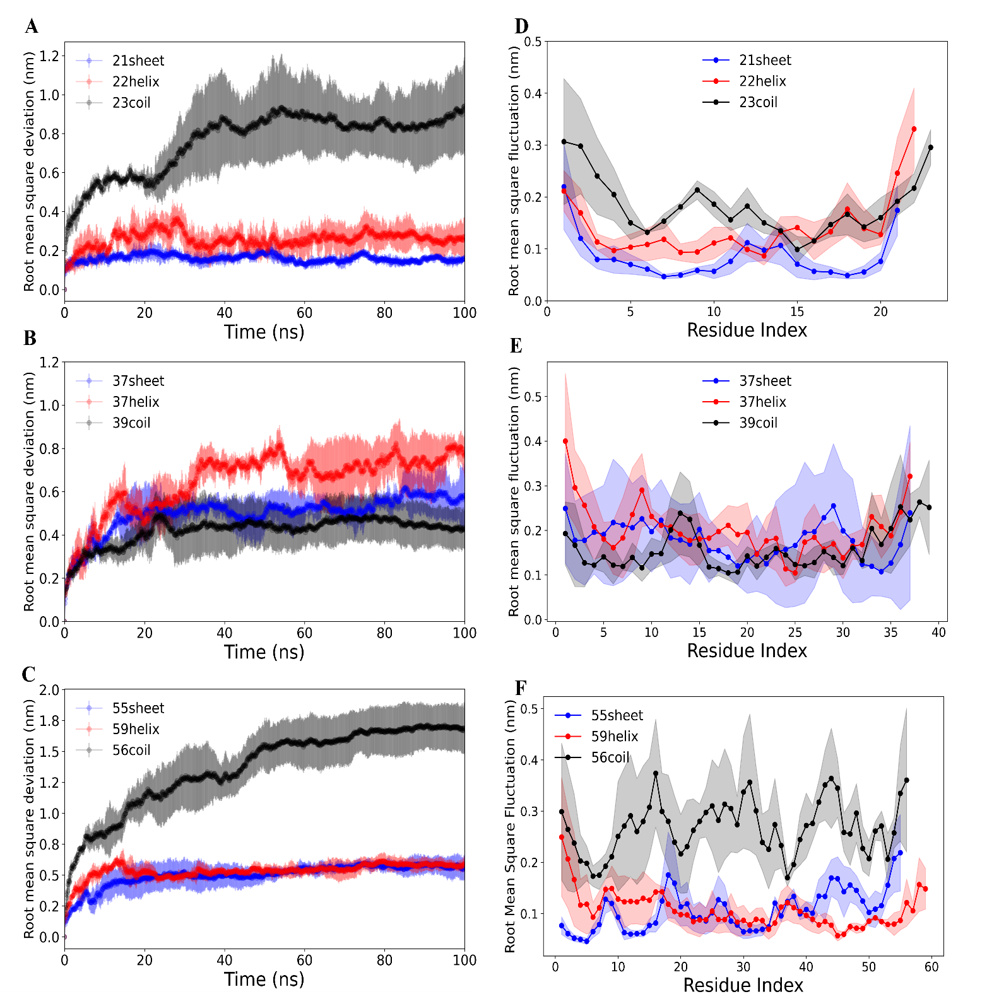 A
Root mean square deviation (nm)
1.2
1.0
0.8
0.6
0.4
0.2
0.0
21sheet
22helix
23coil
0 20 40 60 80 100
Time (ns)
D
Root mean square fluctuation (nm)
0.5
0.4
0.3
0.2
0.1
0.0
21sheet
22helix
23coil
0 5 10 15 20
Residue Index
B
Root mean square deviation (nm)
1.2
1.0
0.8
0.6
0.4
0.2
0.0
37sheet
37helix
39coil
0 20 40 60 80 100
Time (ns)
E
Root mean square fluctuation (nm)
0.5
0.4
0.3
0.2
0.1
0.0
37sheet
37helix
39coil
0 5 10 15 20 25 30 35 40
Residue Index
C
Root mean square deviation (nm)
2.0
1.8
1.5
1.2
1.0
0.8
0.5
0.2
0.0
55sheet
59helix
56coil
0 20 40 60 80 100
Time (ns)
F
Root Mean Square Fluctuation (nm)
0.5
0.4
0.3
0.2
0.1
55sheet
59helix
56coil
0 10 20 30 40 50 60
Residue Index